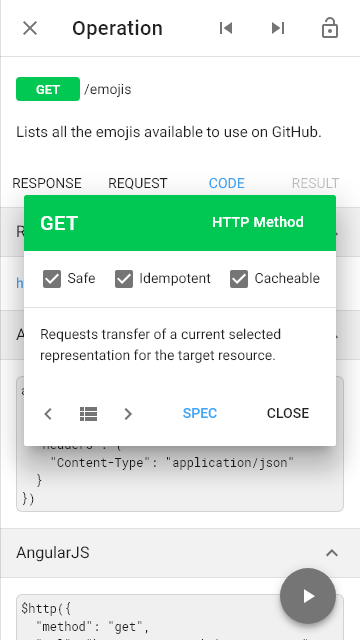 Operation
GET /emojis
Lists all the emojis available to use on GitHub.
RESPONSE REQUEST CODE RESULT
GET HTTP Method
Safe Idempotent Cacheable
Requests transfer of a current selected
representation for the target resource.
SPEC CLOSE
"Content-Type": "application/json"
}
})
AngularJS
$http({
"method": "get",